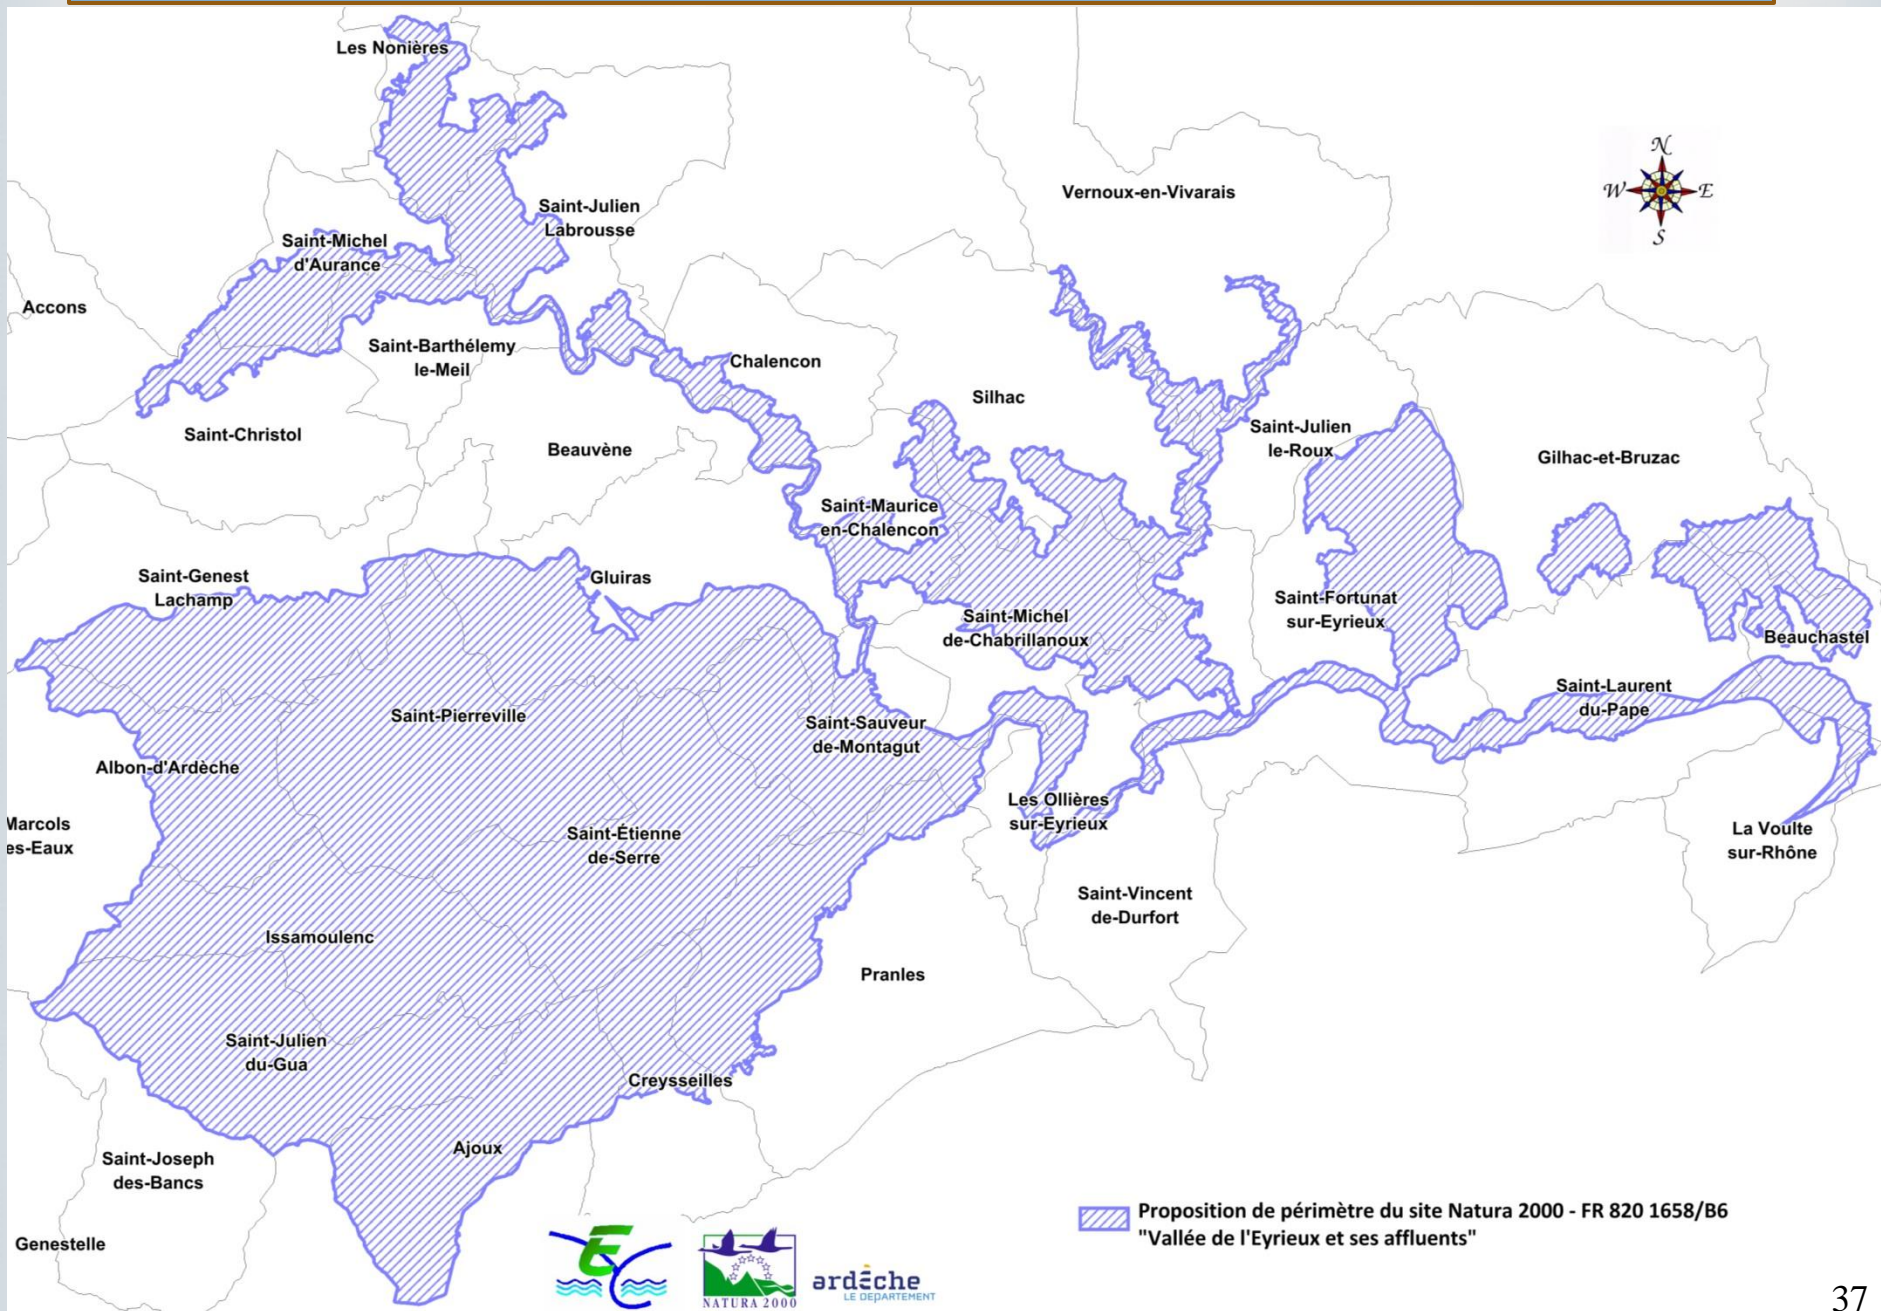 Les Nonières
N
W
E
S
Vernoux-en-Vivarais
Saint-Julien
Labrousse
Saint-Michel
d'Aurance
Accons
Saint-Barthélemy
le-Meil
Chalencon
Silhac
Saint-Christol
Beauvène
Saint-Julien
le-Roux
Gilhac-et-Bruzac
Saint-Maurice
en-Chalencon
Saint-Genest
Lachamp
Gluiras
Saint-Michel
de-Chabrillanoux
Saint-Fortunat
sur-Eyrieux
Beauchastel
Saint-Pierreville
Saint-Sauveur
de-Montagut
Saint-Laurent
du-Pape
Albon-d'Ardèche
Marcols
es-Eaux
Saint-Étienne
de-Serre
Les Ollières
sur-Eyrieux
La Voulte
sur-Rhône
Saint-Vincent
de-Durfort
Issamoulenc
Pranles
Saint-Julien
du-Gua
Creysseilles
Ajoux
Saint-Joseph
des-Bancs
Genestelle
Proposition de périmètre du site Natura 2000 - FR 820 1658/B6
"Vallée de l'Eyrieux et ses affluents"
EC
NATURA 2000
ardèche
LE DEPARTEMENT
37